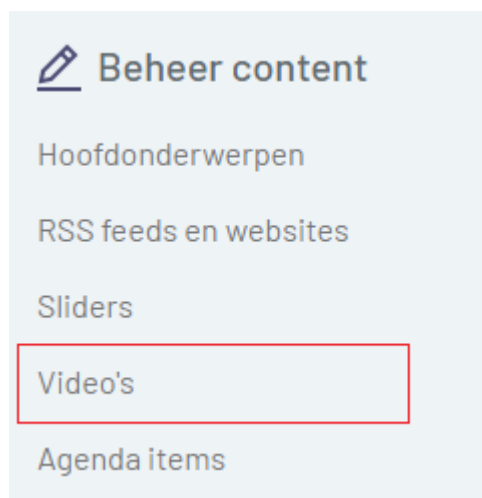 Beheer content
Hoofdonderwerpen
RSS feeds en websites
Sliders
Video's
Agenda items